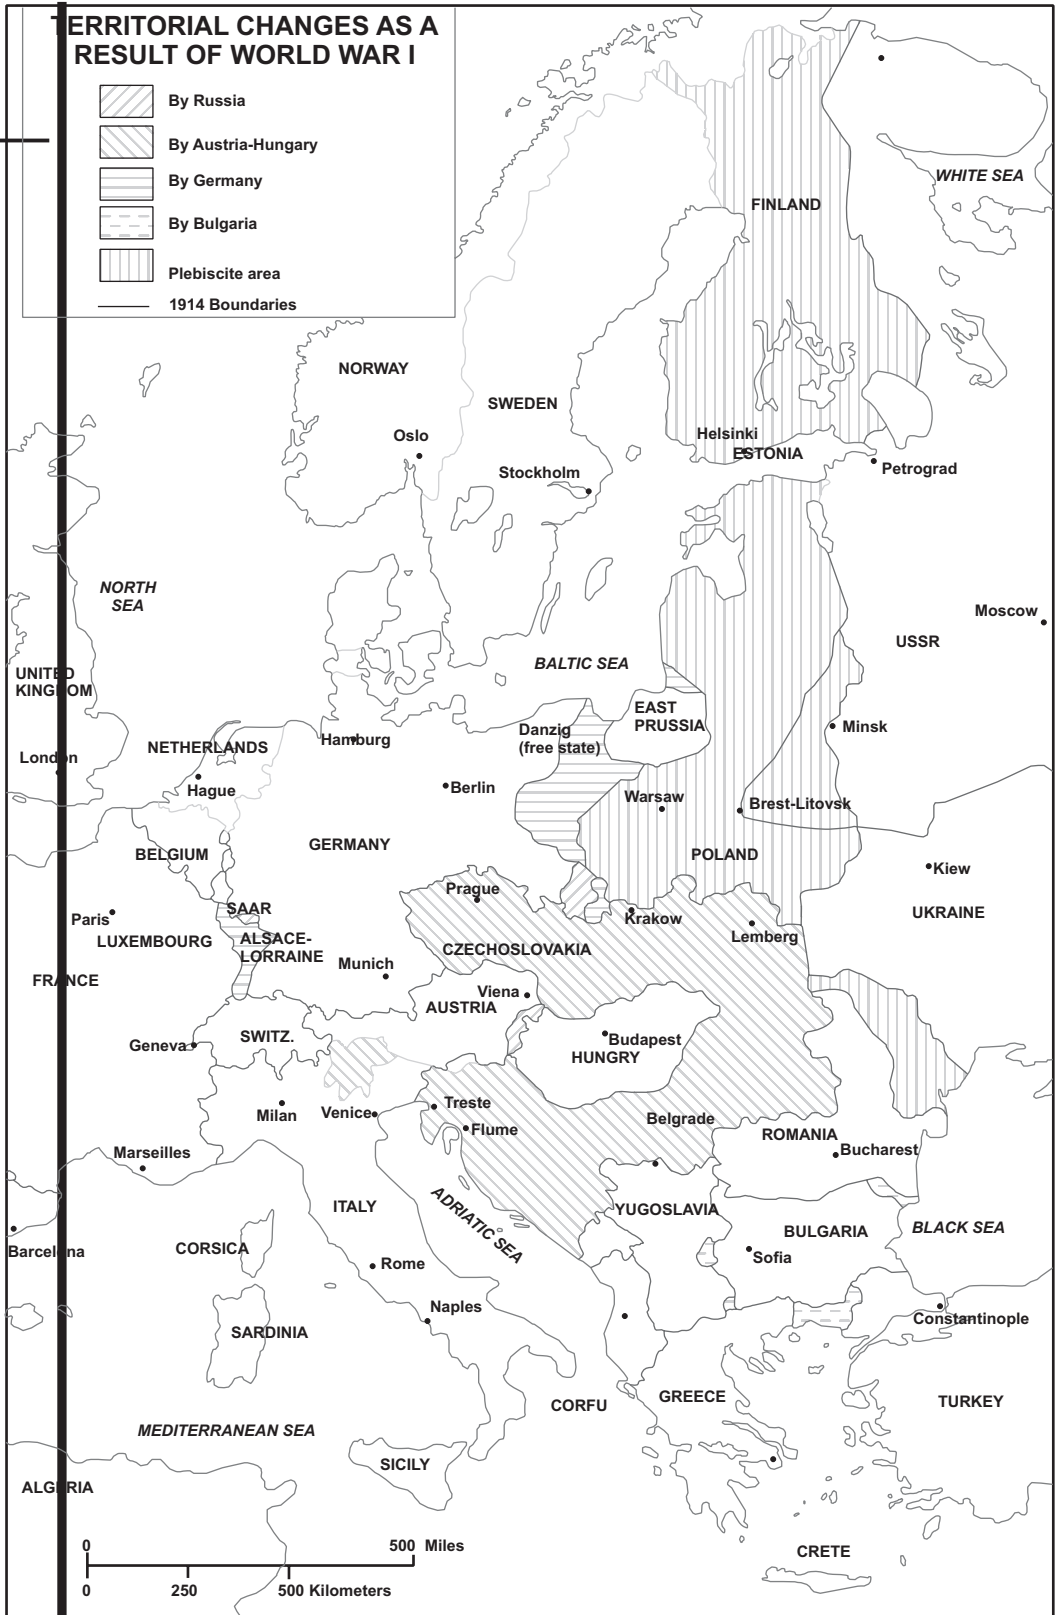 TERRITORIAL CHANGES AS A
RESULT OF WORLD WAR I
By Russia
By Austria-Hungary
By Germany
By Bulgaria
Plebiscite area
1914 Boundaries
WHITE SEA
FINLAND
NORWAY
SWEDEN
Oslo
Helsinki
ESTONIA
Stockholm
Petrograd
NORTH
SEA
Moscow
USSR
BALTIC SEA
UNITED
KINGDOM
EAST
PRUSSIA
Danzig
(free state)
Minsk
Hamburg
NETHERLANDS
London
Hague
Berlin
Warsaw
Brest-Litovsk
GERMANY
BELGIUM
POLAND
Kiew
Prague
SAAR
Paris
LUXEMBOURG
Krakow
Lemberg
UKRAINE
ALSACE-
LORRAINE
CZECHOSLOVAKIA
Munich
FRANCE
Viena
AUSTRIA
SWITZ.
Geneva
Budapest
HUNGRY
Milan
Venice
Treste
Flume
Belgrade
ROMANIA
Bucharest
Marseilles
ITALY
ADRIATIC SEA
YUGOSLAVIA
BULGARIA
BLACK SEA
Barcelona
CORSICA
Sofia
Rome
Naples
Constantinople
SARDINIA
CORFU
GREECE
TURKEY
MEDITERRANEAN SEA
SICILY
ALGERIA
CRETE
0 500 Miles
0 250 500 Kilometers